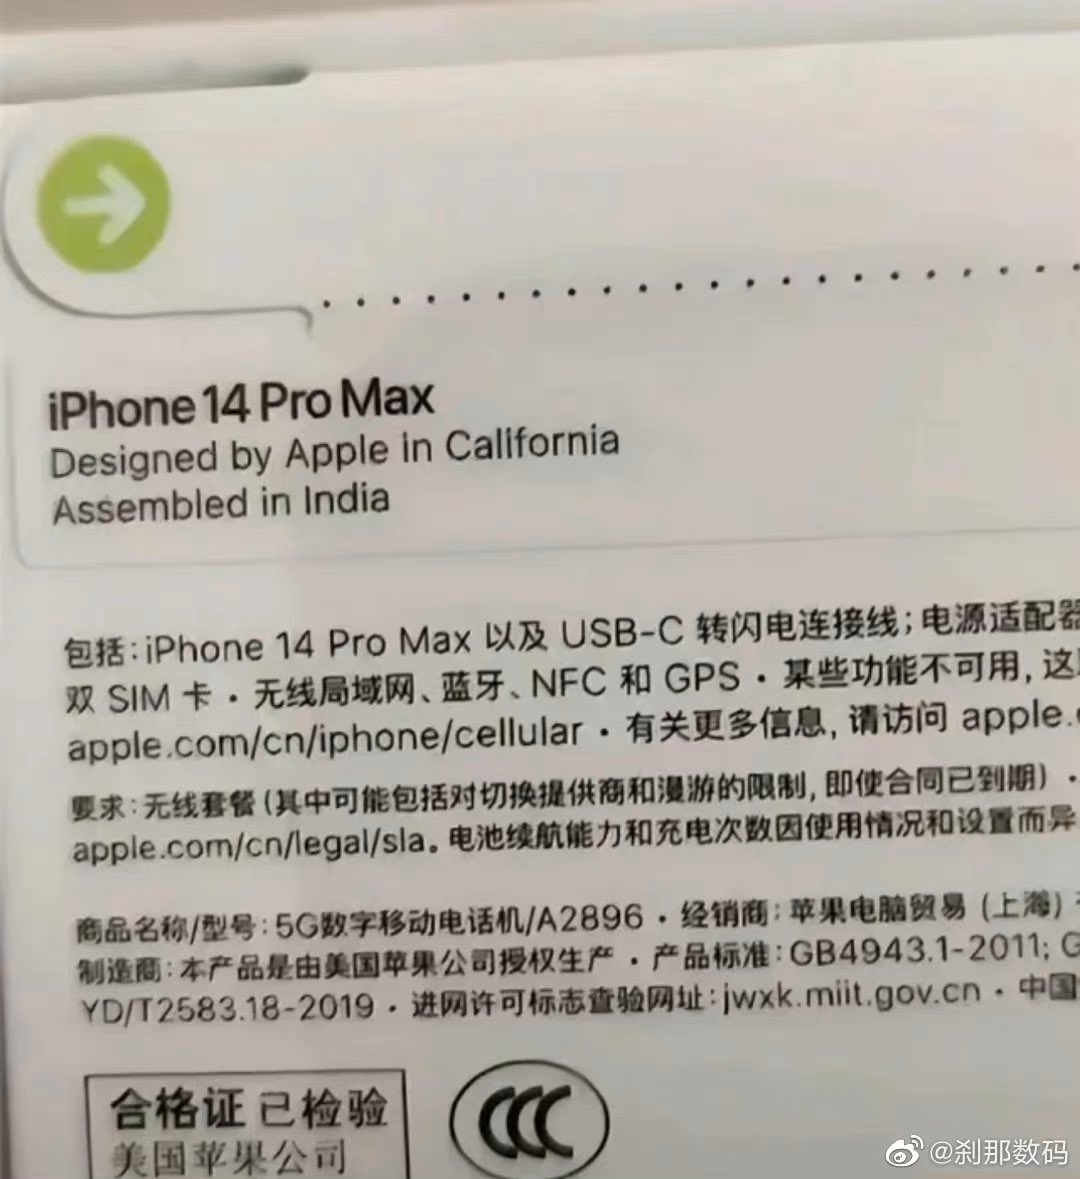 iPhone 14 Pro Max
Designed by Apple in California
Assembled in India
包括：iPhone 14 Pro Max 以及 USB-C 转闪电连接线；电源适配器
双 SIM 卡・无线局域网、蓝牙、NFC 和 GPS・某些功能不可用，这
apple.com/cn/iphone/cellular・有关更多信息，请访问 apple.
要求：无线套餐（其中可能包括对切换提供商和漫游的限制，即使合同已到期）・
apple.com/cn/legal/sla。电池续航能力和充电次数因使用情况和设置而异
商品名称/型号：5G数字移动电话机/A2896・经销商：苹果电脑贸易（上海）
制造商：本产品是由美国苹果公司授权生产・产品标准：GB4943.1-2011; G
YD/T2583.18-2019・进网许可标志查验网址：jwxk.miit.gov.cn・中国
合格证 已检验
美国苹果公司
CCC
@刹那数码